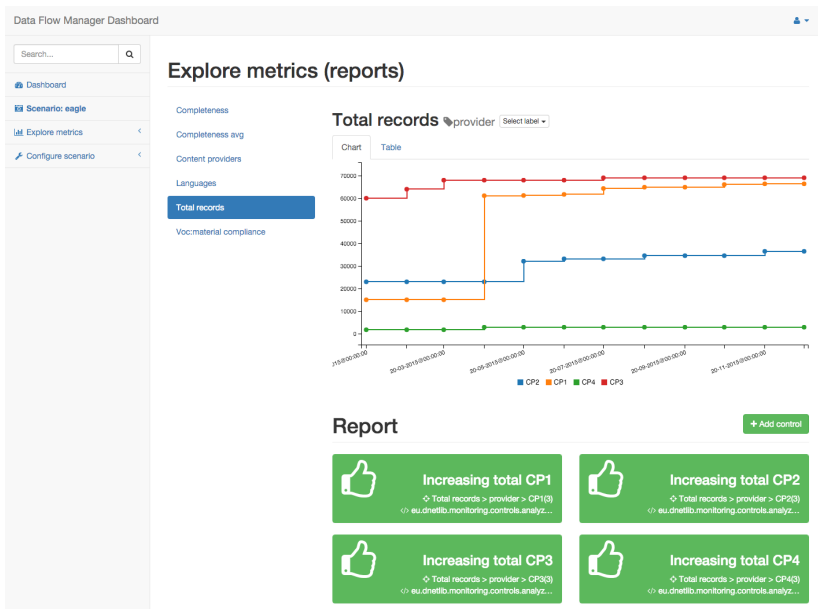 Data Flow Manager Dashboard
Search...
Dashboard
Scenario: eagle
Explore metrics
Configure scenario
Explore metrics (reports)
Completeness
Completeness avg
Content providers
Languages
Total records
Voc:material compliance
Total records provider Select label
Chart Table
70000
60000
50000
40000
30000
20000
10000
0
20-03-2015@00:00:00
20-05-2015@00:00:00
20-07-2015@00:00:00
20-09-2015@00:00:00
20-11-2015@00:00:00
CP2 CP1 CP4 CP3
Report
+ Add control
Increasing total CP1
Total records > provider > CP1(3)
</> eu.dnetlib.monitoring.controls.analyz...
Increasing total CP2
Total records > provider > CP2(3)
</> eu.dnetlib.monitoring.controls.analyz...
Increasing total CP3
Total records > provider > CP3(3)
</> eu.dnetlib.monitoring.controls.analyz...
Increasing total CP4
Total records > provider > CP4(3)
</> eu.dnetlib.monitoring.controls.analyz...